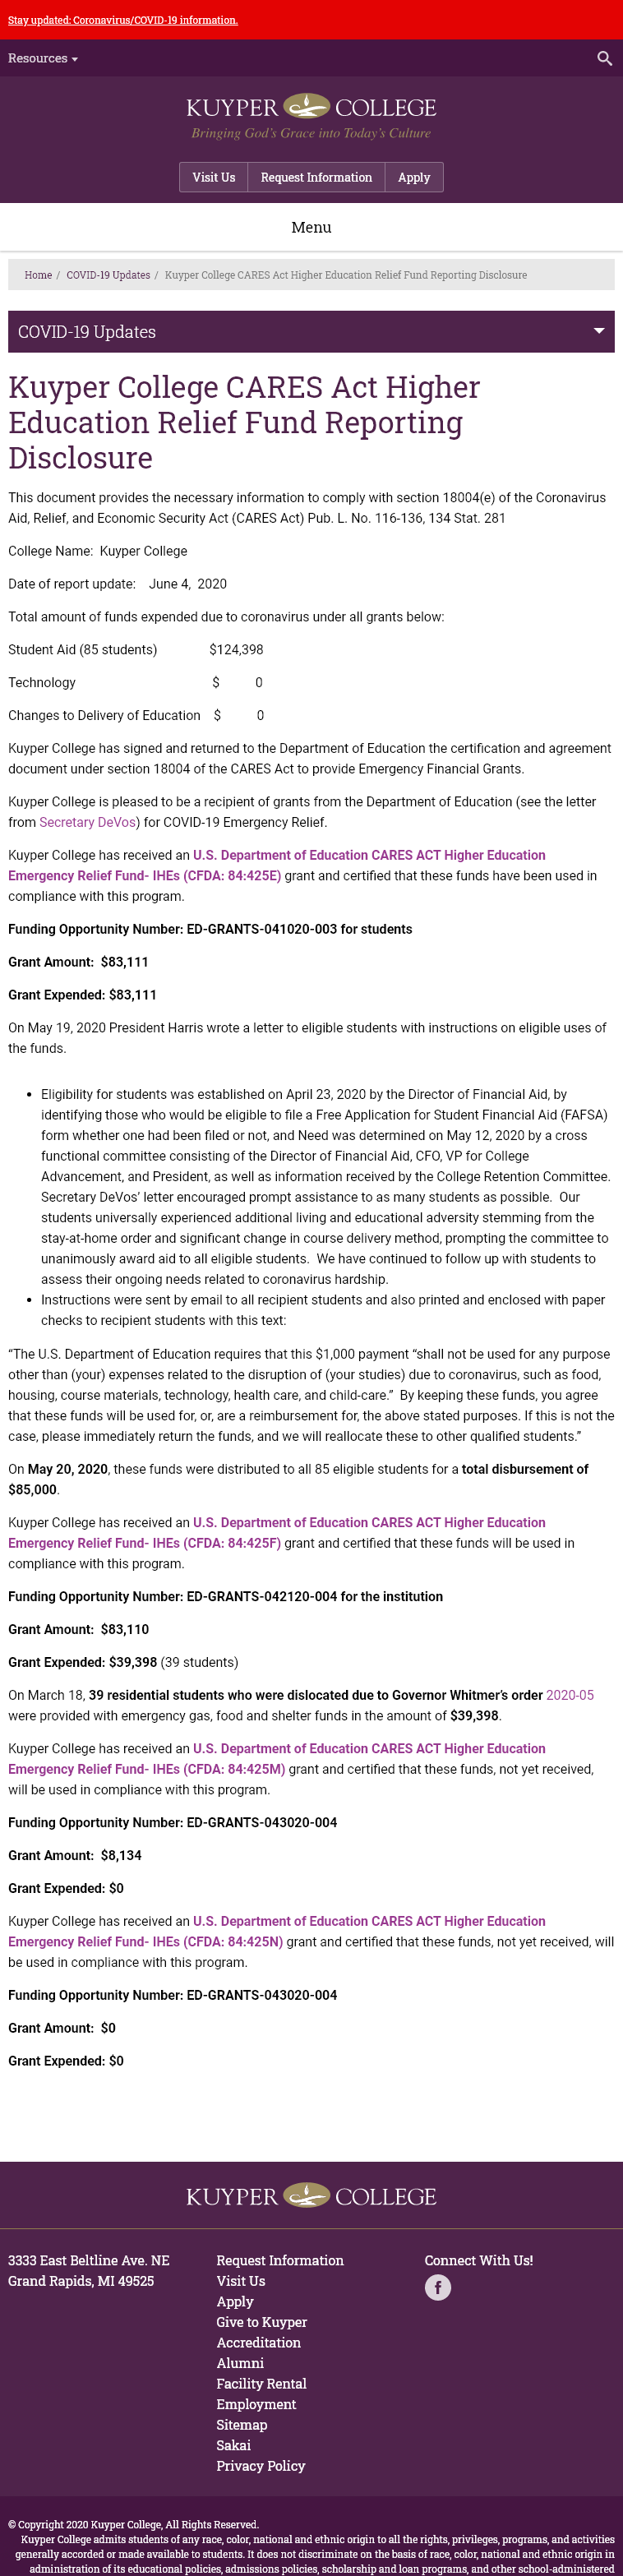 Stay updated: Coronavirus/COVID-19 information.
Resources
KUYPER COLLEGE
Bringing God's Grace into Today's Culture
Visit Us
Request Information
Apply
Menu
Home / COVID-19 Updates / Kuyper College CARES Act Higher Education Relief Fund Reporting Disclosure
COVID-19 Updates
Kuyper College CARES Act Higher
Education Relief Fund Reporting
Disclosure
This document provides the necessary information to comply with section 18004(e) of the Coronavirus
Aid, Relief, and Economic Security Act (CARES Act) Pub. L. No. 116-136, 134 Stat. 281
College Name:  Kuyper College
Date of report update:    June 4,  2020
Total amount of funds expended due to coronavirus under all grants below:
Student Aid (85 students)    $124,398
Technology    $    0
Changes to Delivery of Education    $    0
Kuyper College has signed and returned to the Department of Education the certification and agreement
document under section 18004 of the CARES Act to provide Emergency Financial Grants.
Kuyper College is pleased to be a recipient of grants from the Department of Education (see the letter
from Secretary DeVos) for COVID-19 Emergency Relief.
Kuyper College has received an U.S. Department of Education CARES ACT Higher Education
Emergency Relief Fund- IHEs (CFDA: 84:425E) grant and certified that these funds have been used in
compliance with this program.
Funding Opportunity Number: ED-GRANTS-041020-003 for students
Grant Amount:  $83,111
Grant Expended: $83,111
On May 19, 2020 President Harris wrote a letter to eligible students with instructions on eligible uses of
the funds.
• Eligibility for students was established on April 23, 2020 by the Director of Financial Aid, by
identifying those who would be eligible to file a Free Application for Student Financial Aid (FAFSA)
form whether one had been filed or not, and Need was determined on May 12, 2020 by a cross
functional committee consisting of the Director of Financial Aid, CFO, VP for College
Advancement, and President, as well as information received by the College Retention Committee.
Secretary DeVos’ letter encouraged prompt assistance to as many students as possible.  Our
students universally experienced additional living and educational adversity stemming from the
stay-at-home order and significant change in course delivery method, prompting the committee to
unanimously award aid to all eligible students.  We have continued to follow up with students to
assess their ongoing needs related to coronavirus hardship.
• Instructions were sent by email to all recipient students and also printed and enclosed with paper
checks to recipient students with this text:
“The U.S. Department of Education requires that this $1,000 payment “shall not be used for any purpose
other than (your) expenses related to the disruption of (your studies) due to coronavirus, such as food,
housing, course materials, technology, health care, and child-care.”  By keeping these funds, you agree
that these funds will be used for, or, are a reimbursement for, the above stated purposes. If this is not the
case, please immediately return the funds, and we will reallocate these to other qualified students.”
On May 20, 2020, these funds were distributed to all 85 eligible students for a total disbursement of
$85,000.
Kuyper College has received an U.S. Department of Education CARES ACT Higher Education
Emergency Relief Fund- IHEs (CFDA: 84:425F) grant and certified that these funds will be used in
compliance with this program.
Funding Opportunity Number: ED-GRANTS-042120-004 for the institution
Grant Amount:  $83,110
Grant Expended: $39,398 (39 students)
On March 18, 39 residential students who were dislocated due to Governor Whitmer’s order 2020-05
were provided with emergency gas, food and shelter funds in the amount of $39,398.
Kuyper College has received an U.S. Department of Education CARES ACT Higher Education
Emergency Relief Fund- IHEs (CFDA: 84:425M) grant and certified that these funds, not yet received,
will be used in compliance with this program.
Funding Opportunity Number: ED-GRANTS-043020-004
Grant Amount:  $8,134
Grant Expended: $0
Kuyper College has received an U.S. Department of Education CARES ACT Higher Education
Emergency Relief Fund- IHEs (CFDA: 84:425N) grant and certified that these funds, not yet received, will
be used in compliance with this program.
Funding Opportunity Number: ED-GRANTS-043020-004
Grant Amount:  $0
Grant Expended: $0
KUYPER COLLEGE
3333 East Beltline Ave. NE
Grand Rapids, MI 49525
Request Information
Visit Us
Apply
Give to Kuyper
Accreditation
Alumni
Facility Rental
Employment
Sitemap
Sakai
Privacy Policy
Connect With Us!
f
© Copyright 2020 Kuyper College, All Rights Reserved.
Kuyper College admits students of any race, color, national and ethnic origin to all the rights, privileges, programs, and activities
generally accorded or made available to students. It does not discriminate on the basis of race, color, national and ethnic origin in
administration of its educational policies, admissions policies, scholarship and loan programs, and other school-administered